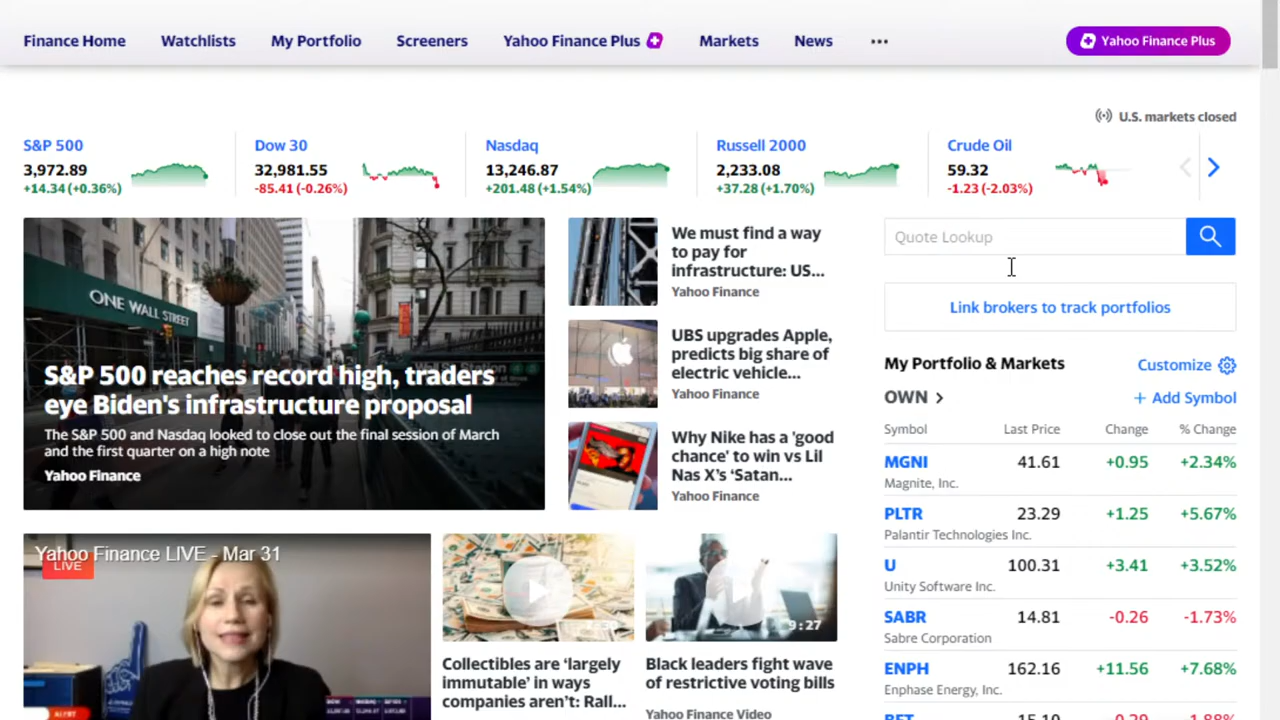 Finance Home Watchlists My Portfolio Screeners Yahoo Finance Plus Markets News ... Yahoo Finance Plus
U.S. markets closed
S&P 500
3,972.89
+14.34 (+0.36%)
Dow 30
32,981.55
-85.41 (-0.26%)
Nasdaq
13,246.87
+201.48 (+1.54%)
Russell 2000
2,233.08
+37.28 (+1.70%)
Crude Oil
59.32
-1.23 (-2.03%)
ONE WALL STREET
S&P 500 reaches record high, traders
eye Biden's infrastructure proposal
The S&P 500 and Nasdaq looked to close out the final session of March
and the first quarter on a high note
Yahoo Finance
We must find a way
to pay for
infrastructure: US...
Yahoo Finance
UBS upgrades Apple,
predicts big share of
electric vehicle...
Yahoo Finance
Why Nike has a 'good
chance' to win vs Lil
Nas X's ‘Satan...
Yahoo Finance
Yahoo Finance LIVE - Mar 31
LIVE
ALERT
Collectibles are ‘largely
immutable’ in ways
companies aren’t: Rall...
9:27
Black leaders fight wave
of restrictive voting bills
Yahoo Finance Video
Quote Lookup
Link brokers to track portfolios
My Portfolio & Markets Customize
OWN > + Add Symbol
Symbol Last Price Change % Change
MGNI 41.61 +0.95 +2.34%
Magnite, Inc.
PLTR 23.29 +1.25 +5.67%
Palantir Technologies Inc.
U 100.31 +3.41 +3.52%
Unity Software Inc.
SABR 14.81 -0.26 -1.73%
Sabre Corporation
ENPH 162.16 +11.56 +7.68%
Enphase Energy, Inc.